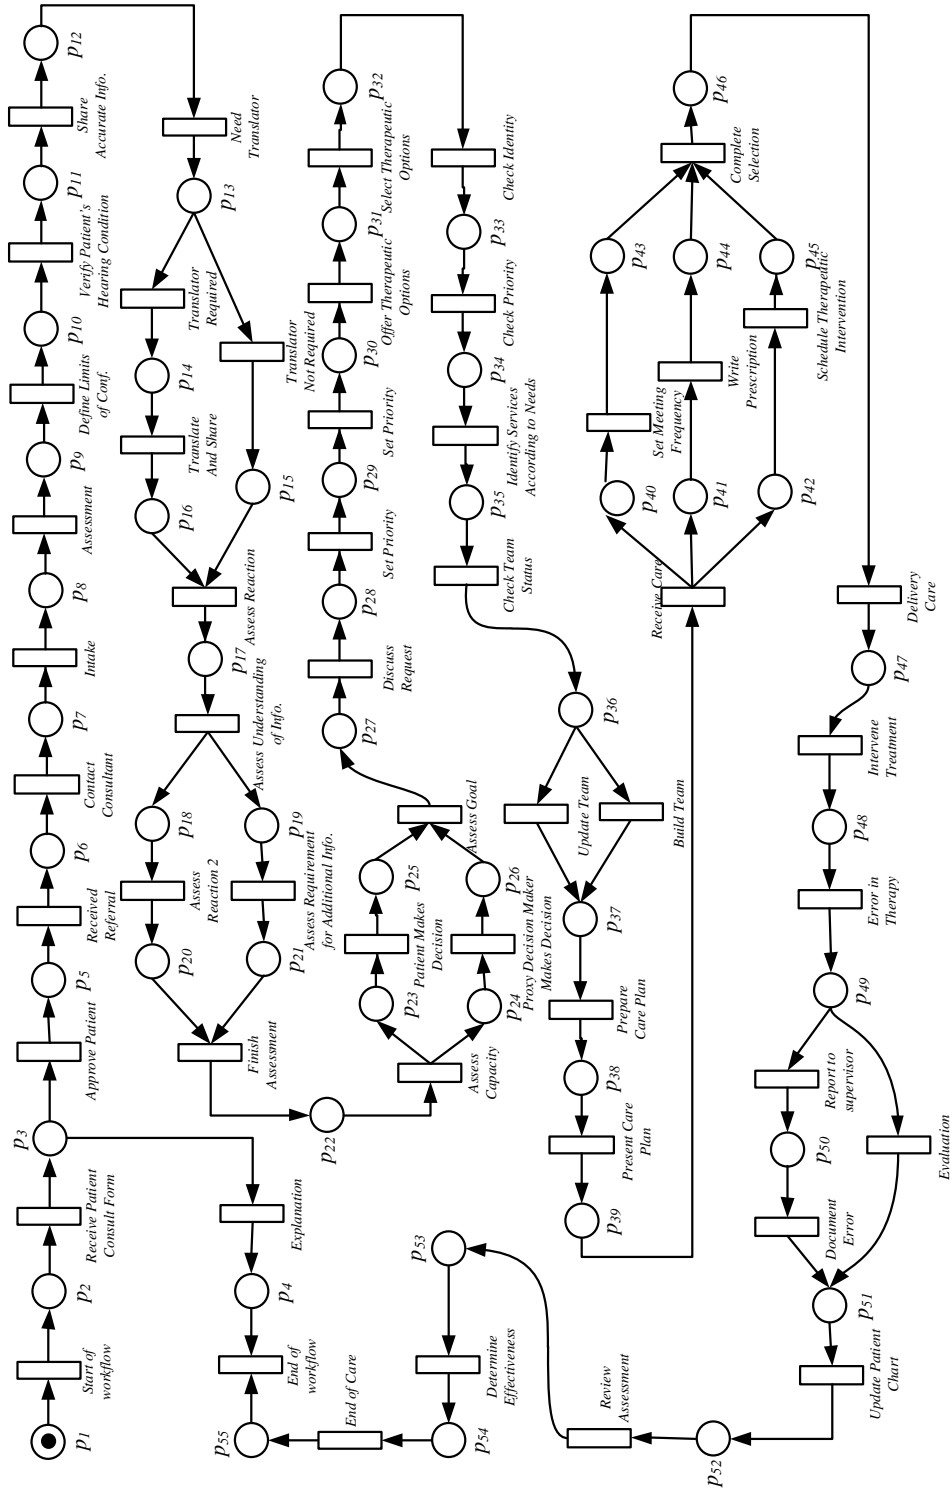 p1
Start of
workflow
p2
Receive Patient
Consult Form
p3
Approve Patient
p5
Received
Referral
p6
Contact
Consultant
p7
Intake
p8
Assessment
p9
Define Limits
of Conf.
p10
Verify Patient's
Hearing Condition
p11
Share
Accurate Info.
p12
Explanation
p4
End of
workflow
p55
End of Care
p54
Determine
Effectiveness
p53
Need
Translator
p13
Translator
Required
p14
Translate
And Share
p16
Translator
Not Required
p15
Assess Reaction
p17
Assess Understanding
of Info.
p18
Assess
Reaction 2
p20
p19
Assess Requirement
for Additional Info.
p21
Finish
Assessment
p22
Assess
Capacity
p23
Patient Makes
Decision
p25
p24
Proxy Decision Maker
Makes Decision
p26
Assess Goal
p27
Discuss
Request
p28
Set Priority
p29
Set Priority
p30
Offer Therapeutic
Options
p31
Select Therapeutic
Options
p32
Check Identity
p33
Check Priority
p34
Identify Services
According to Needs
p35
Check Team
Status
p36
Update Team
Build Team
p37
Prepare
Care Plan
p38
Present Care
Plan
p39
Receive Care
p40
Set Meeting
Frequency
p43
p41
Write
Prescription
p44
p42
Schedule Therapeutic
Intervention
p45
Complete
Selection
p46
Delivery
Care
p47
Intervene
Treatment
p48
Error in
Therapy
p49
Report to
supervisor
p50
Document
Error
Evaluation
p51
Update Patient
Chart
p52
Review
Assessment